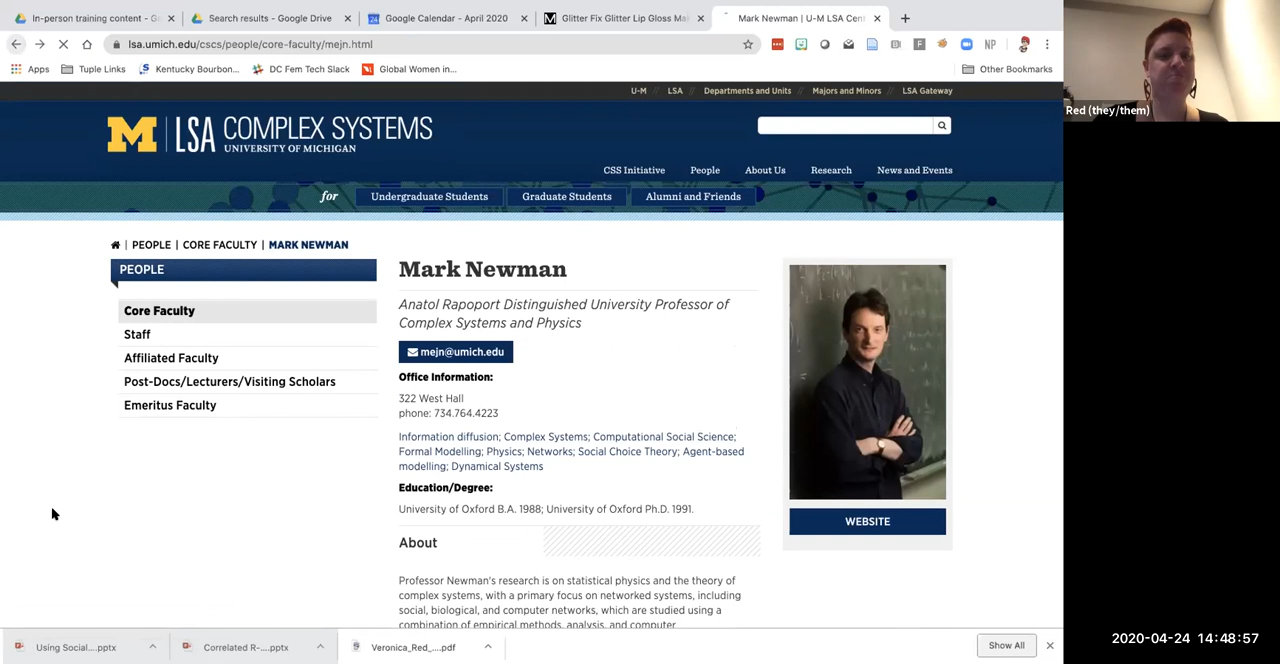 In-person training content - G
Search results - Google Drive
Google Calendar - April 2020
Glitter Fix Glitter Lip Gloss Ma
Mark Newman | U-M LSA Cen
lsa.umich.edu/cscs/people/core-faculty/mejn.html
NP
Apps
Tuple Links
Kentucky Bourbon...
DC Fem Tech Slack
Global Women in...
Other Bookmarks
U-M // LSA // Departments and Units // Majors and Minors // LSA Gateway
M | LSA COMPLEX SYSTEMS
UNIVERSITY OF MICHIGAN
CSS Initiative People About Us Research News and Events
for Undergraduate Students Graduate Students Alumni and Friends
| PEOPLE | CORE FACULTY | MARK NEWMAN
PEOPLE
Core Faculty
Staff
Affiliated Faculty
Post-Docs/Lecturers/Visiting Scholars
Emeritus Faculty
Mark Newman
Anatol Rapoport Distinguished University Professor of
Complex Systems and Physics
mejn@umich.edu
Office Information:
322 West Hall
phone: 734.764.4223
Information diffusion; Complex Systems; Computational Social Science;
Formal Modelling; Physics; Networks; Social Choice Theory; Agent-based
modelling; Dynamical Systems
Education/Degree:
University of Oxford B.A. 1988; University of Oxford Ph.D. 1991.
About
Professor Newman's research is on statistical physics and the theory of
complex systems, with a primary focus on networked systems, including
social, biological, and computer networks, which are studied using a
combination of empirical methods, analysis, and computer
WEBSITE
Using Social....pptx
Correlated R-....pptx
Veronica_Red_....pdf
Show All
Red (they/them)
2020-04-24 14:48:57